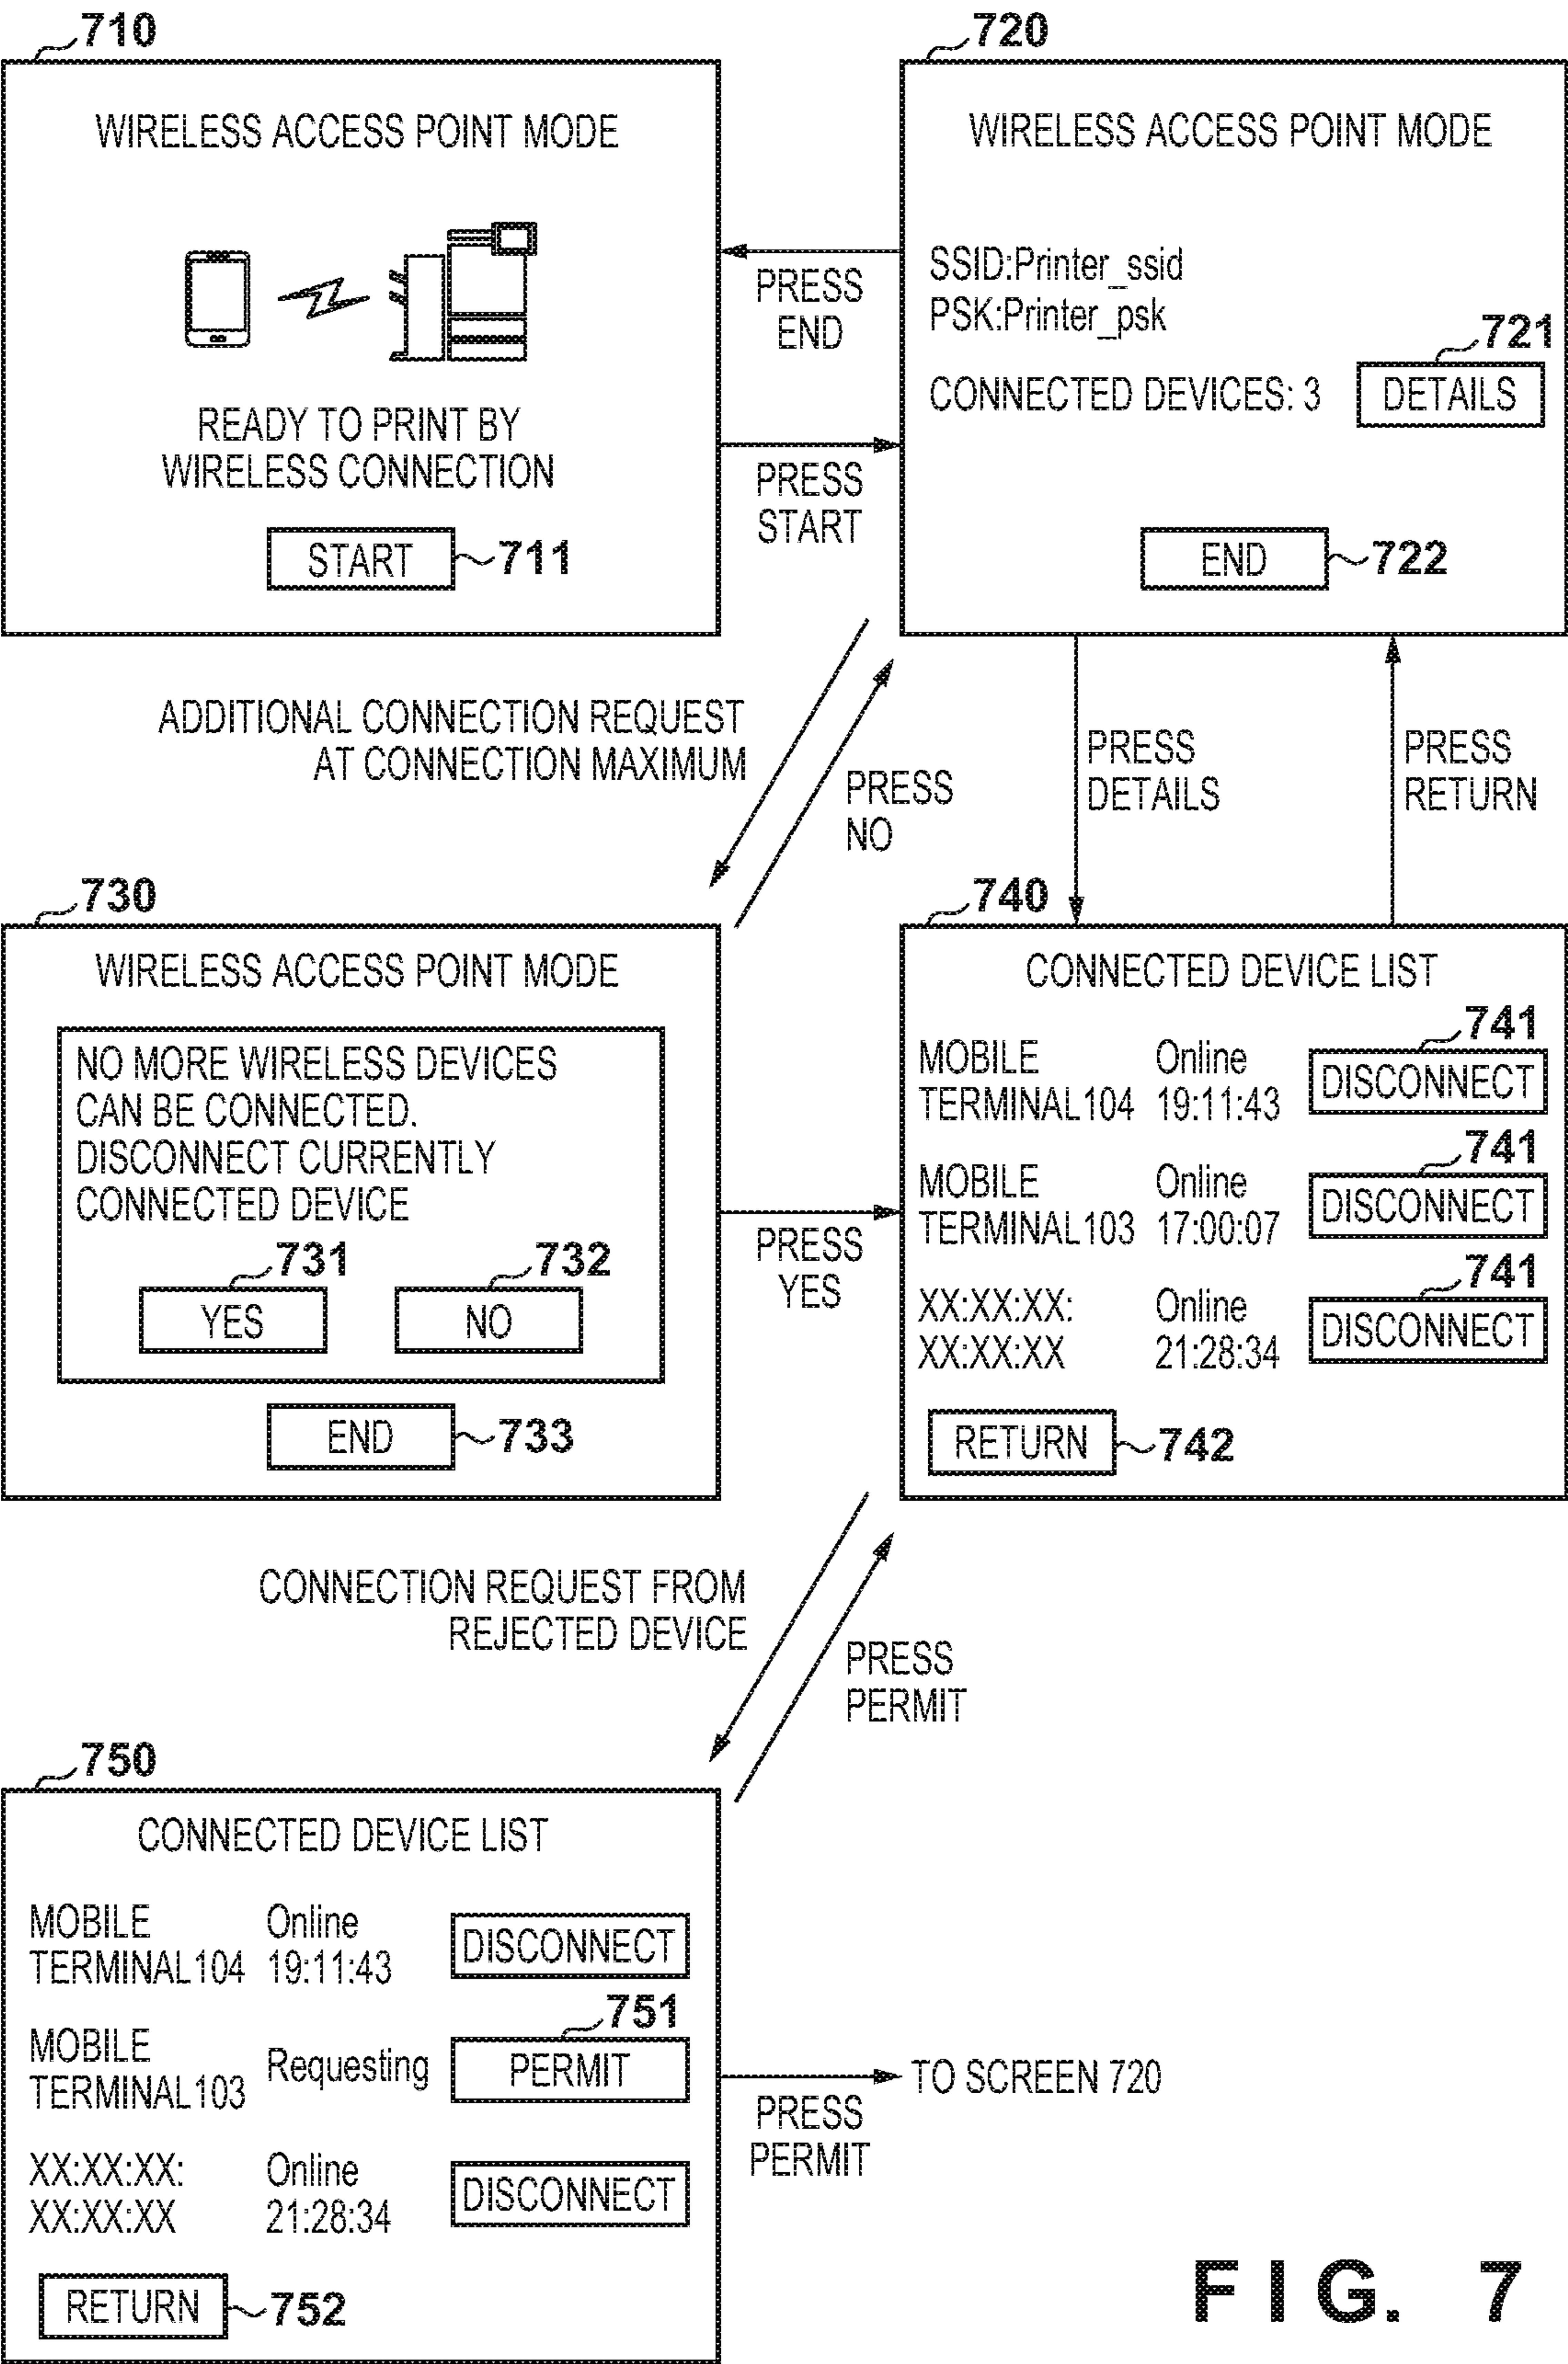 710
WIRELESS ACCESS POINT MODE
READY TO PRINT BY
WIRELESS CONNECTION
START
711
PRESS
END
PRESS
START
720
WIRELESS ACCESS POINT MODE
SSID:Printer_ssid
PSK:Printer_psk
721
CONNECTED DEVICES: 3
DETAILS
END
722
ADDITIONAL CONNECTION REQUEST
AT CONNECTION MAXIMUM
PRESS
NO
PRESS
DETAILS
PRESS
RETURN
730
WIRELESS ACCESS POINT MODE
NO MORE WIRELESS DEVICES
CAN BE CONNECTED.
DISCONNECT CURRENTLY
CONNECTED DEVICE
731
732
YES
NO
END
733
PRESS
YES
740
CONNECTED DEVICE LIST
741
MOBILE Online
TERMINAL104 19:11:43
DISCONNECT
741
MOBILE Online
TERMINAL103 17:00:07
DISCONNECT
741
XX:XX:XX: Online
XX:XX:XX 21:28:34
DISCONNECT
RETURN
742
CONNECTION REQUEST FROM
REJECTED DEVICE
PRESS
PERMIT
750
CONNECTED DEVICE LIST
MOBILE Online
TERMINAL104 19:11:43
DISCONNECT
751
MOBILE
TERMINAL103
Requesting
PERMIT
XX:XX:XX: Online
XX:XX:XX 21:28:34
DISCONNECT
RETURN
752
PRESS
PERMIT
TO SCREEN 720
FIG. 7